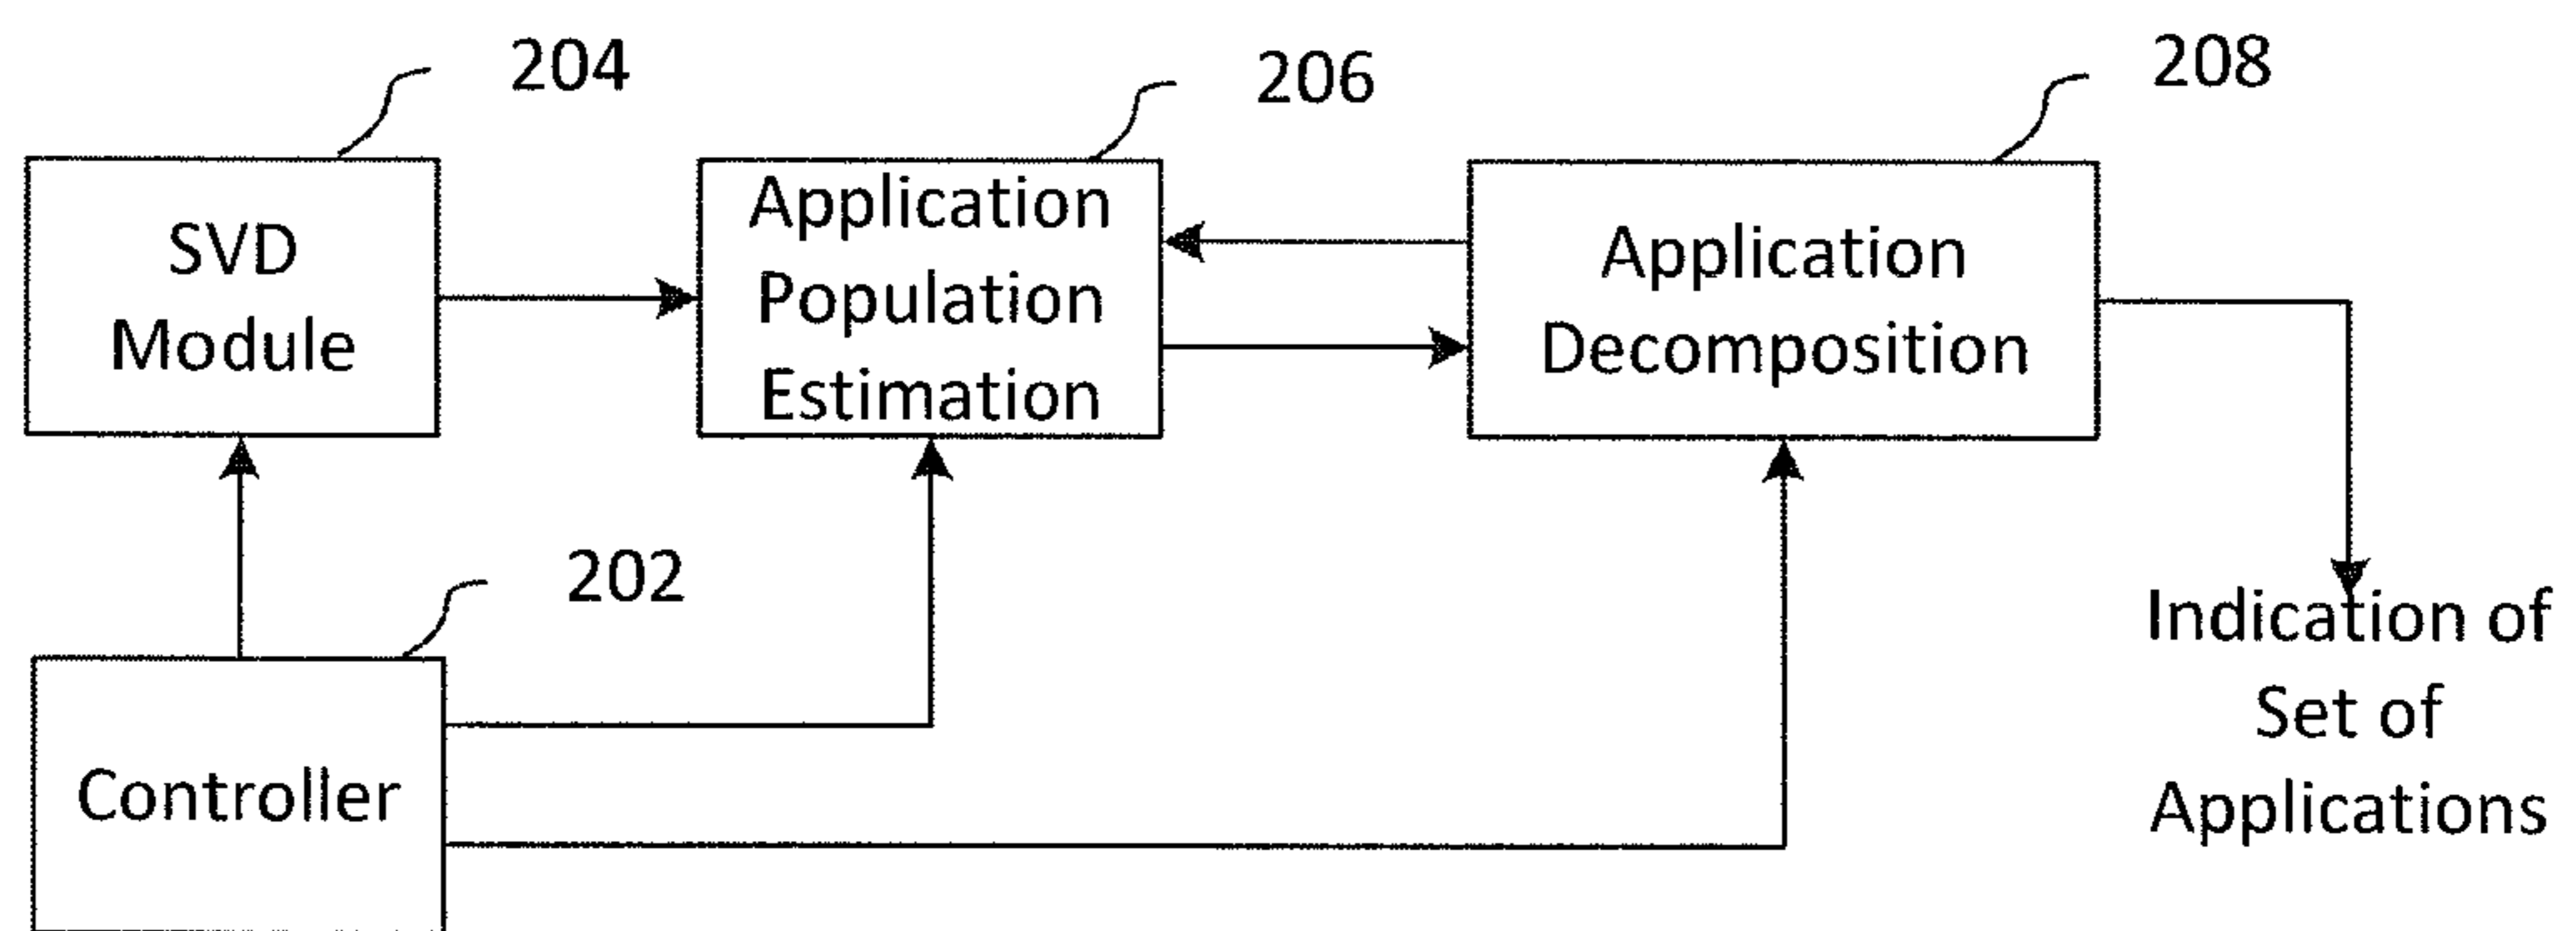 204
206
208
SVD
Module
Application
Population
Estimation
Application
Decomposition
202
Controller
Indication of
Set of
Applications